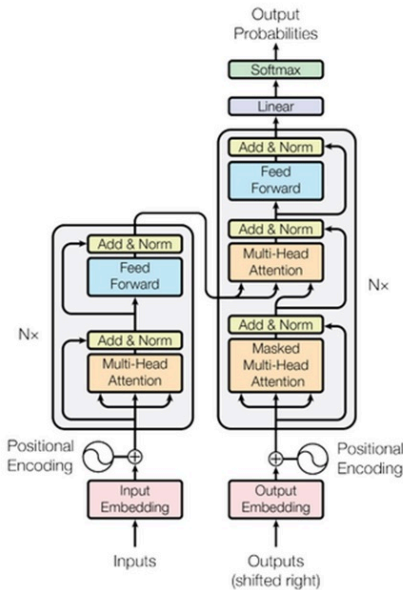 Output
Probabilities
Softmax
Linear
Add & Norm
Feed
Forward
Add & Norm
Multi-Head
Attention
Add & Norm
Masked
Multi-Head
Attention
N×
Positional
Encoding
Output
Embedding
Outputs
(shifted right)
Add & Norm
Feed
Forward
Add & Norm
Multi-Head
Attention
N×
Positional
Encoding
Input
Embedding
Inputs